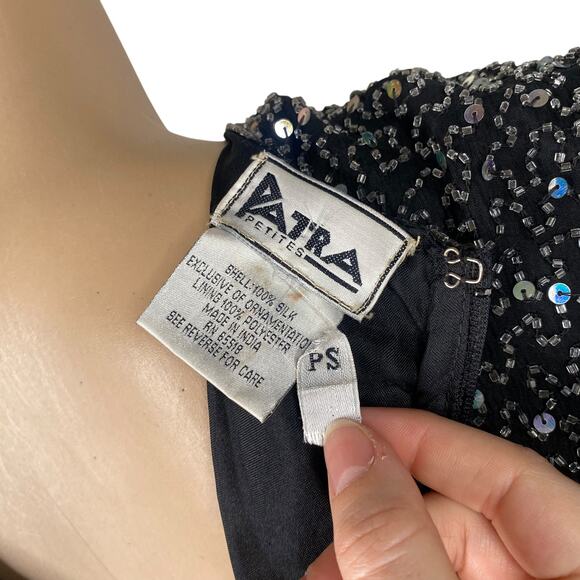 PATRA
PETITES
SHELL:100% SILK
EXCLUSIVE OF ORNAMENTATION
LINING:100% POLYESTER
MADE IN INDIA
RN 85518
SEE REVERSE FOR CARE
PS